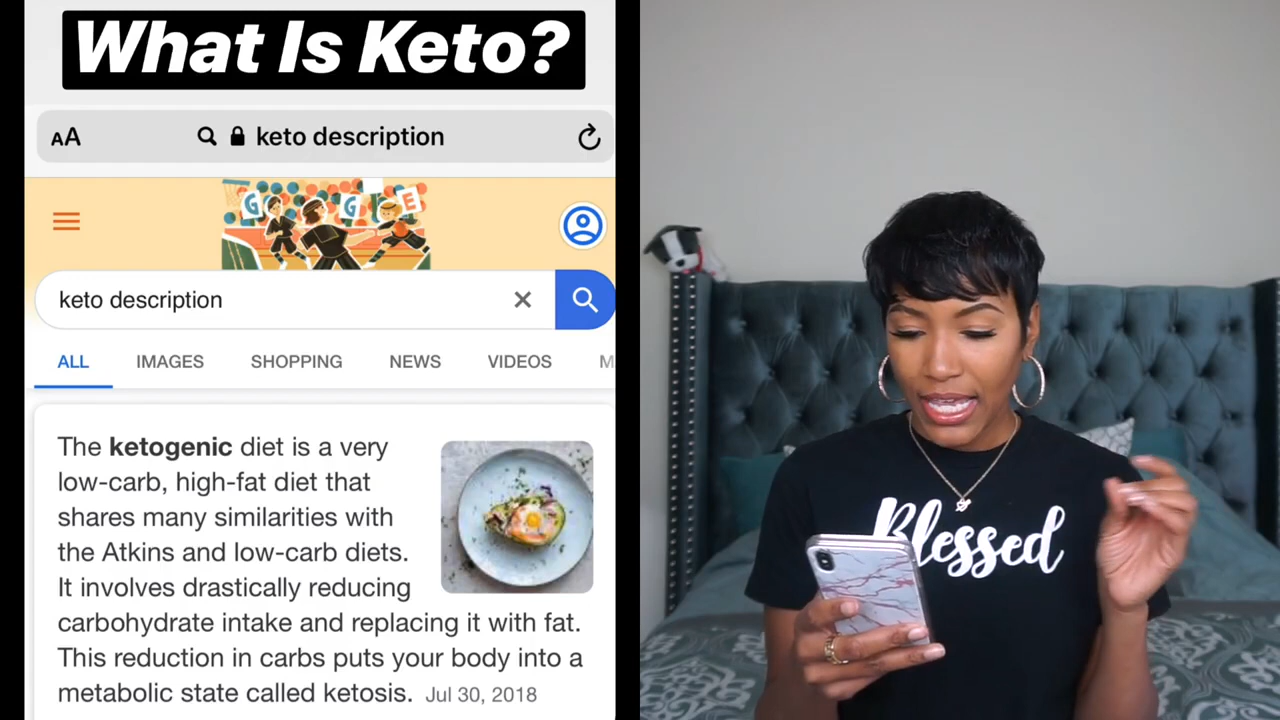 What Is Keto?
AA keto description
G G E
keto description
ALL IMAGES SHOPPING NEWS VIDEOS M
The ketogenic diet is a very
low-carb, high-fat diet that
shares many similarities with
the Atkins and low-carb diets.
It involves drastically reducing
carbohydrate intake and replacing it with fat.
This reduction in carbs puts your body into a
metabolic state called ketosis. Jul 30, 2018
Blessed